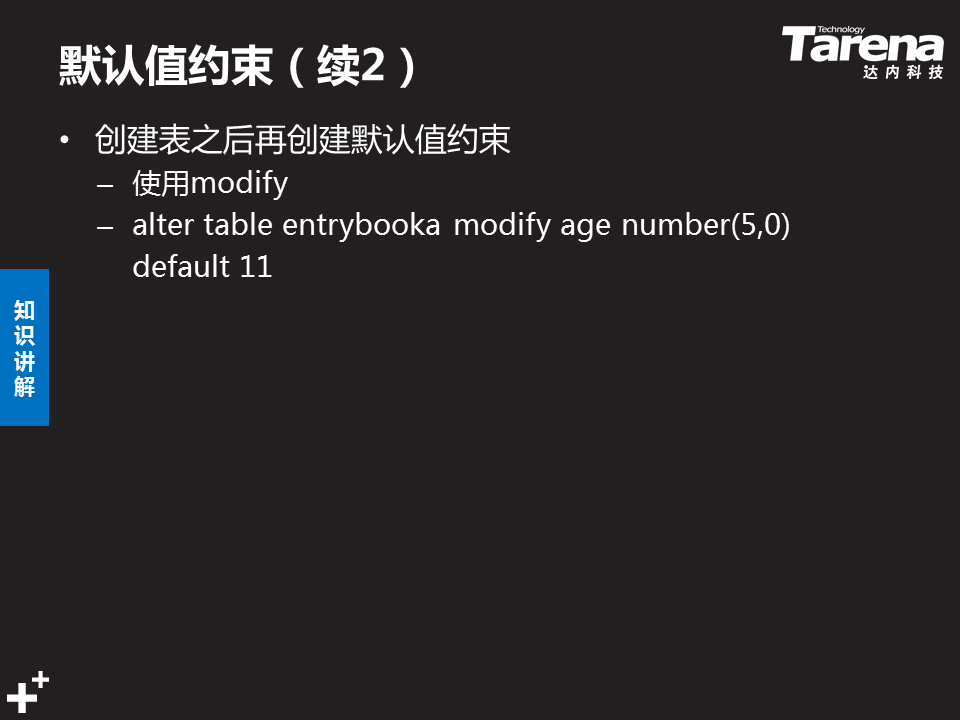 默认值约束（续2）
Technology
Tarena
达内科技
• 创建表之后再创建默认值约束
– 使用modify
– alter table entrybooka modify age number(5,0)
default 11
知
识
讲
解